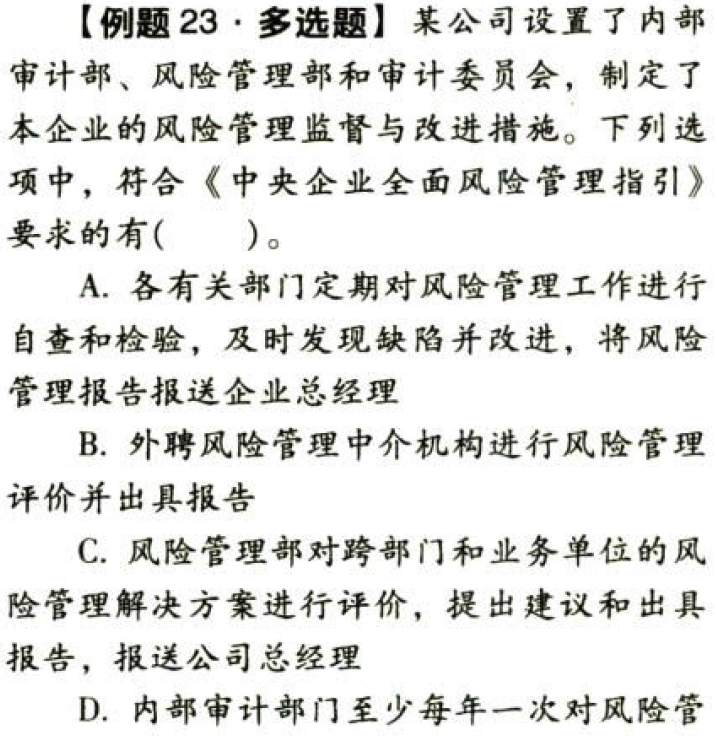 【例题 23·多选题】某公司设置了内部
审计部、风险管理部和审计委员会，制定了
本企业的风险管理监督与改进措施。下列选
项中，符合《中央企业全面风险管理指引》
要求的有(　　)。
A. 各有关部门定期对风险管理工作进行
自查和检验，及时发现缺陷并改进，将风险
管理报告报送企业总经理
B. 外聘风险管理中介机构进行风险管理
评价并出具报告
C. 风险管理部对跨部门和业务单位的风
险管理解决方案进行评价，提出建议和出具
报告，报送公司总经理
D. 内部审计部门至少每年一次对风险管